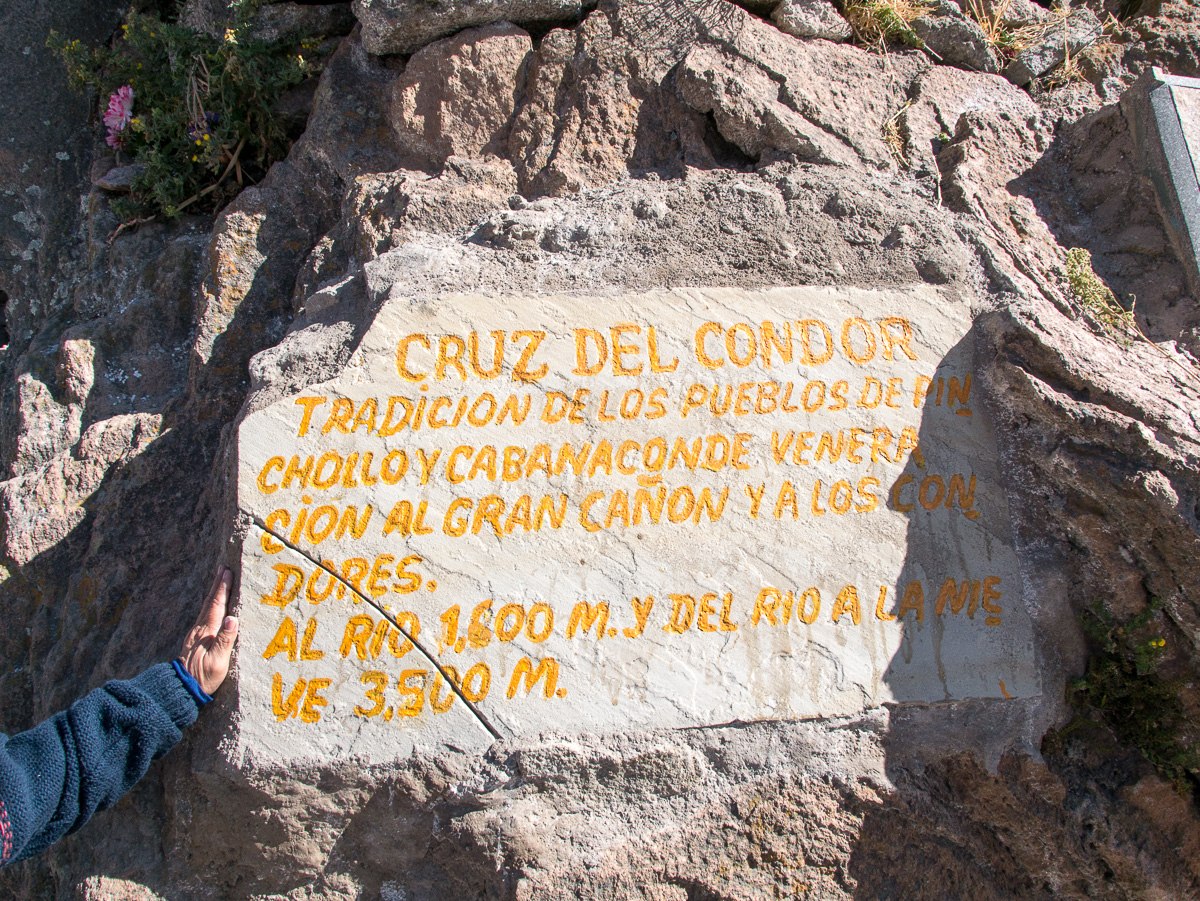 CRUZ DEL CONDOR
TRADICION DE LOS PUEBLOS DE PIN
CHOLLO Y CABANACONDE VENERA
CION AL GRAN CAÑON Y A LOS CON
DORES.
AL RIO 1,600 M. Y DEL RIO A LA NIE
VE 3,500 M.